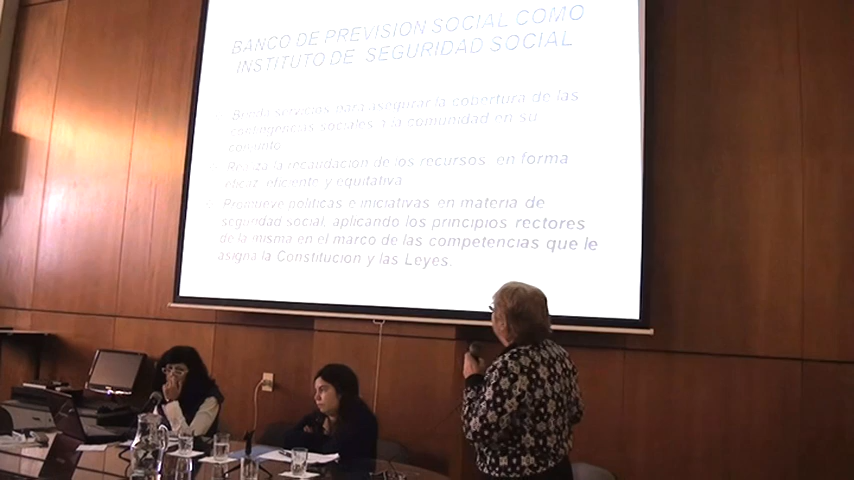 BANCO DE PREVISION SOCIAL COMO
INSTITUTO DE SEGURIDAD SOCIAL
Brinda servicios para asegurar la cobertura de las
contingencias sociales a la comunidad en su
conjunto
Realiza la recaudación de los recursos en forma
eficaz, eficiente y equitativa
Promueve políticas e iniciativas en materia de
seguridad social, aplicando los principios rectores
de la misma en el marco de las competencias que le
asigna la Constitución y las Leyes.